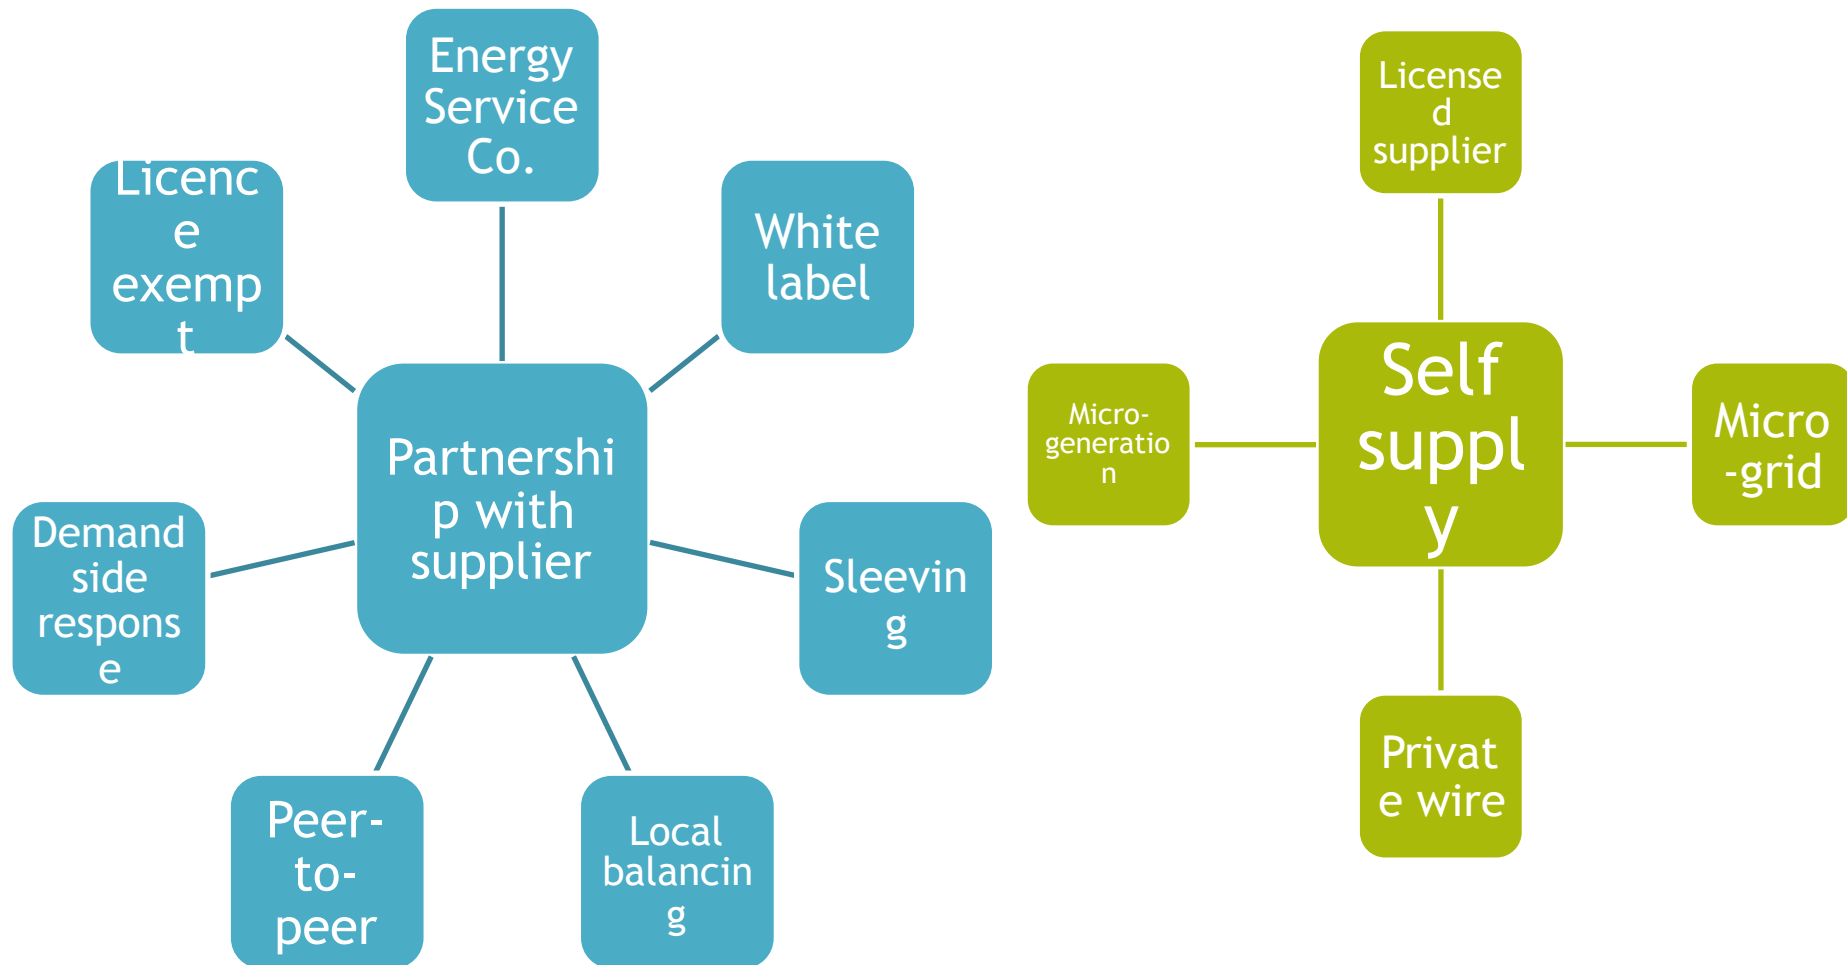 Energy
Service
Co.
Licenc
e
exemp
t
White
label
Partnershi
p with
supplier
Demand
side
respons
e
Sleevin
g
Peer-
to-
peer
Local
balancin
g
License
d
supplier
Self
suppl
y
Micro-
generatio
n
Micro
-grid
Privat
e wire